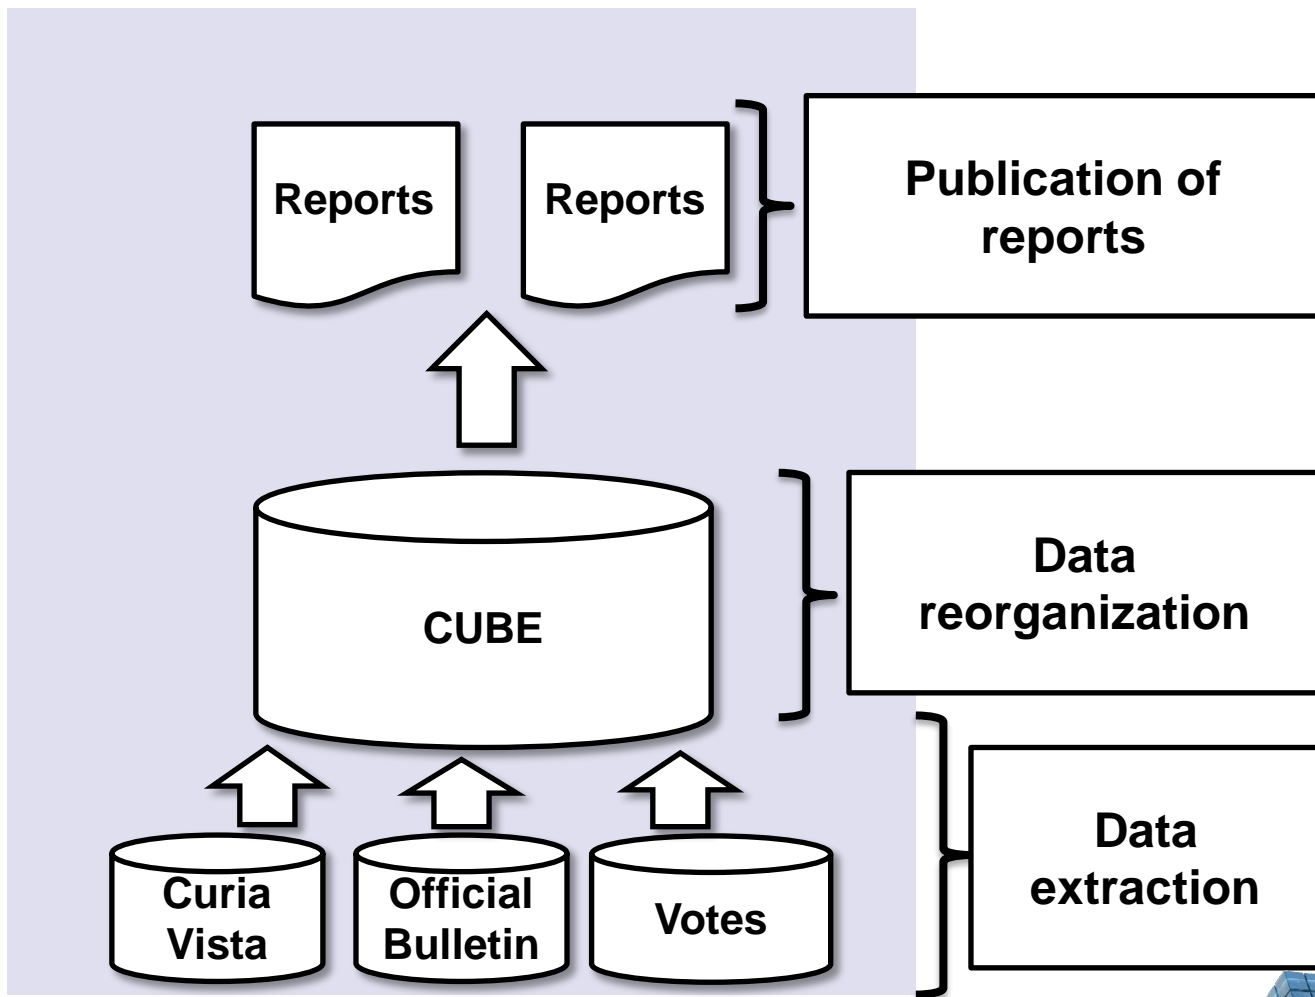 Reports
Reports
Publication of
reports
CUBE
Data
reorganization
Curia
Vista
Official
Bulletin
Votes
Data
extraction